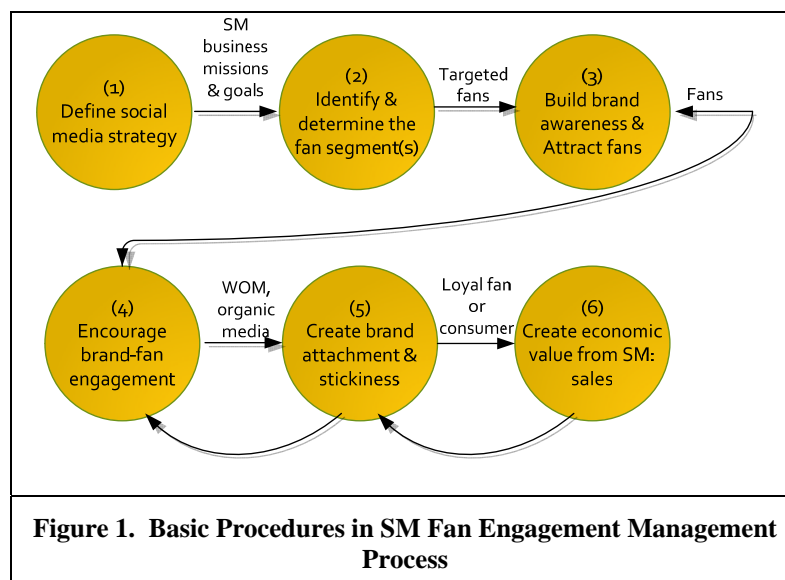 (1)
Define social
media strategy
SM
business
missions
& goals
(2)
Identify &
determine the
fan segment(s)
Targeted
fans
(3)
Build brand
awareness &
Attract fans
Fans
(4)
Encourage
brand-fan
engagement
WOM,
organic
media
(5)
Create brand
attachment &
stickiness
Loyal fan
or
consumer
(6)
Create economic
value from SM:
sales
Figure 1. Basic Procedures in SM Fan Engagement Management
Process